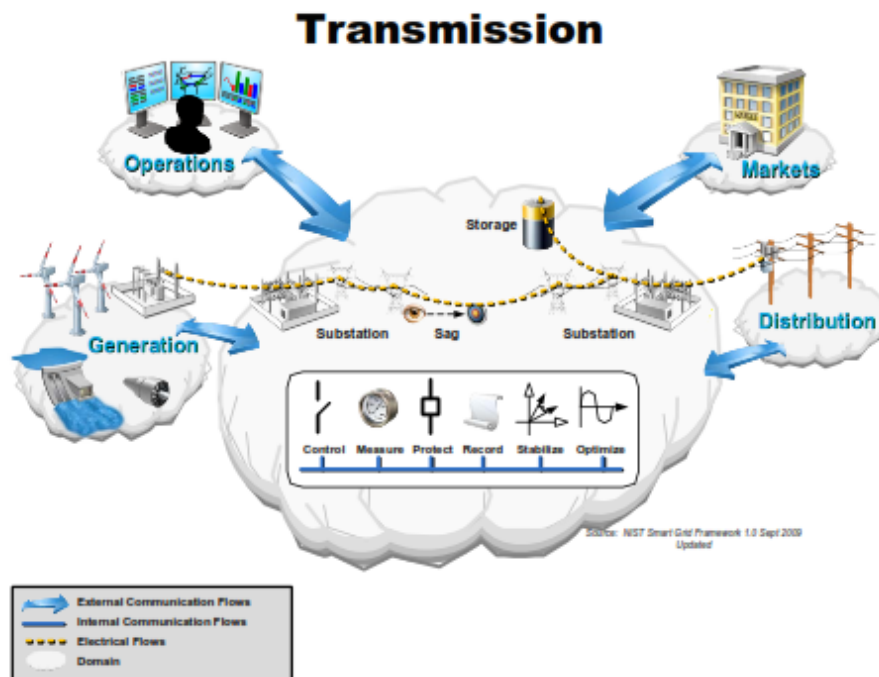 Transmission
Operations
Markets
Storage
Substation
Sag
Substation
Generation
Distribution
Control
Measure
Protect
Record
Stabilize
Optimize
Source: NIST Smart Grid Framework 1.0 Sept 2009
Updated
External Communication Flows
Internal Communication Flows
Electrical Flows
Domain